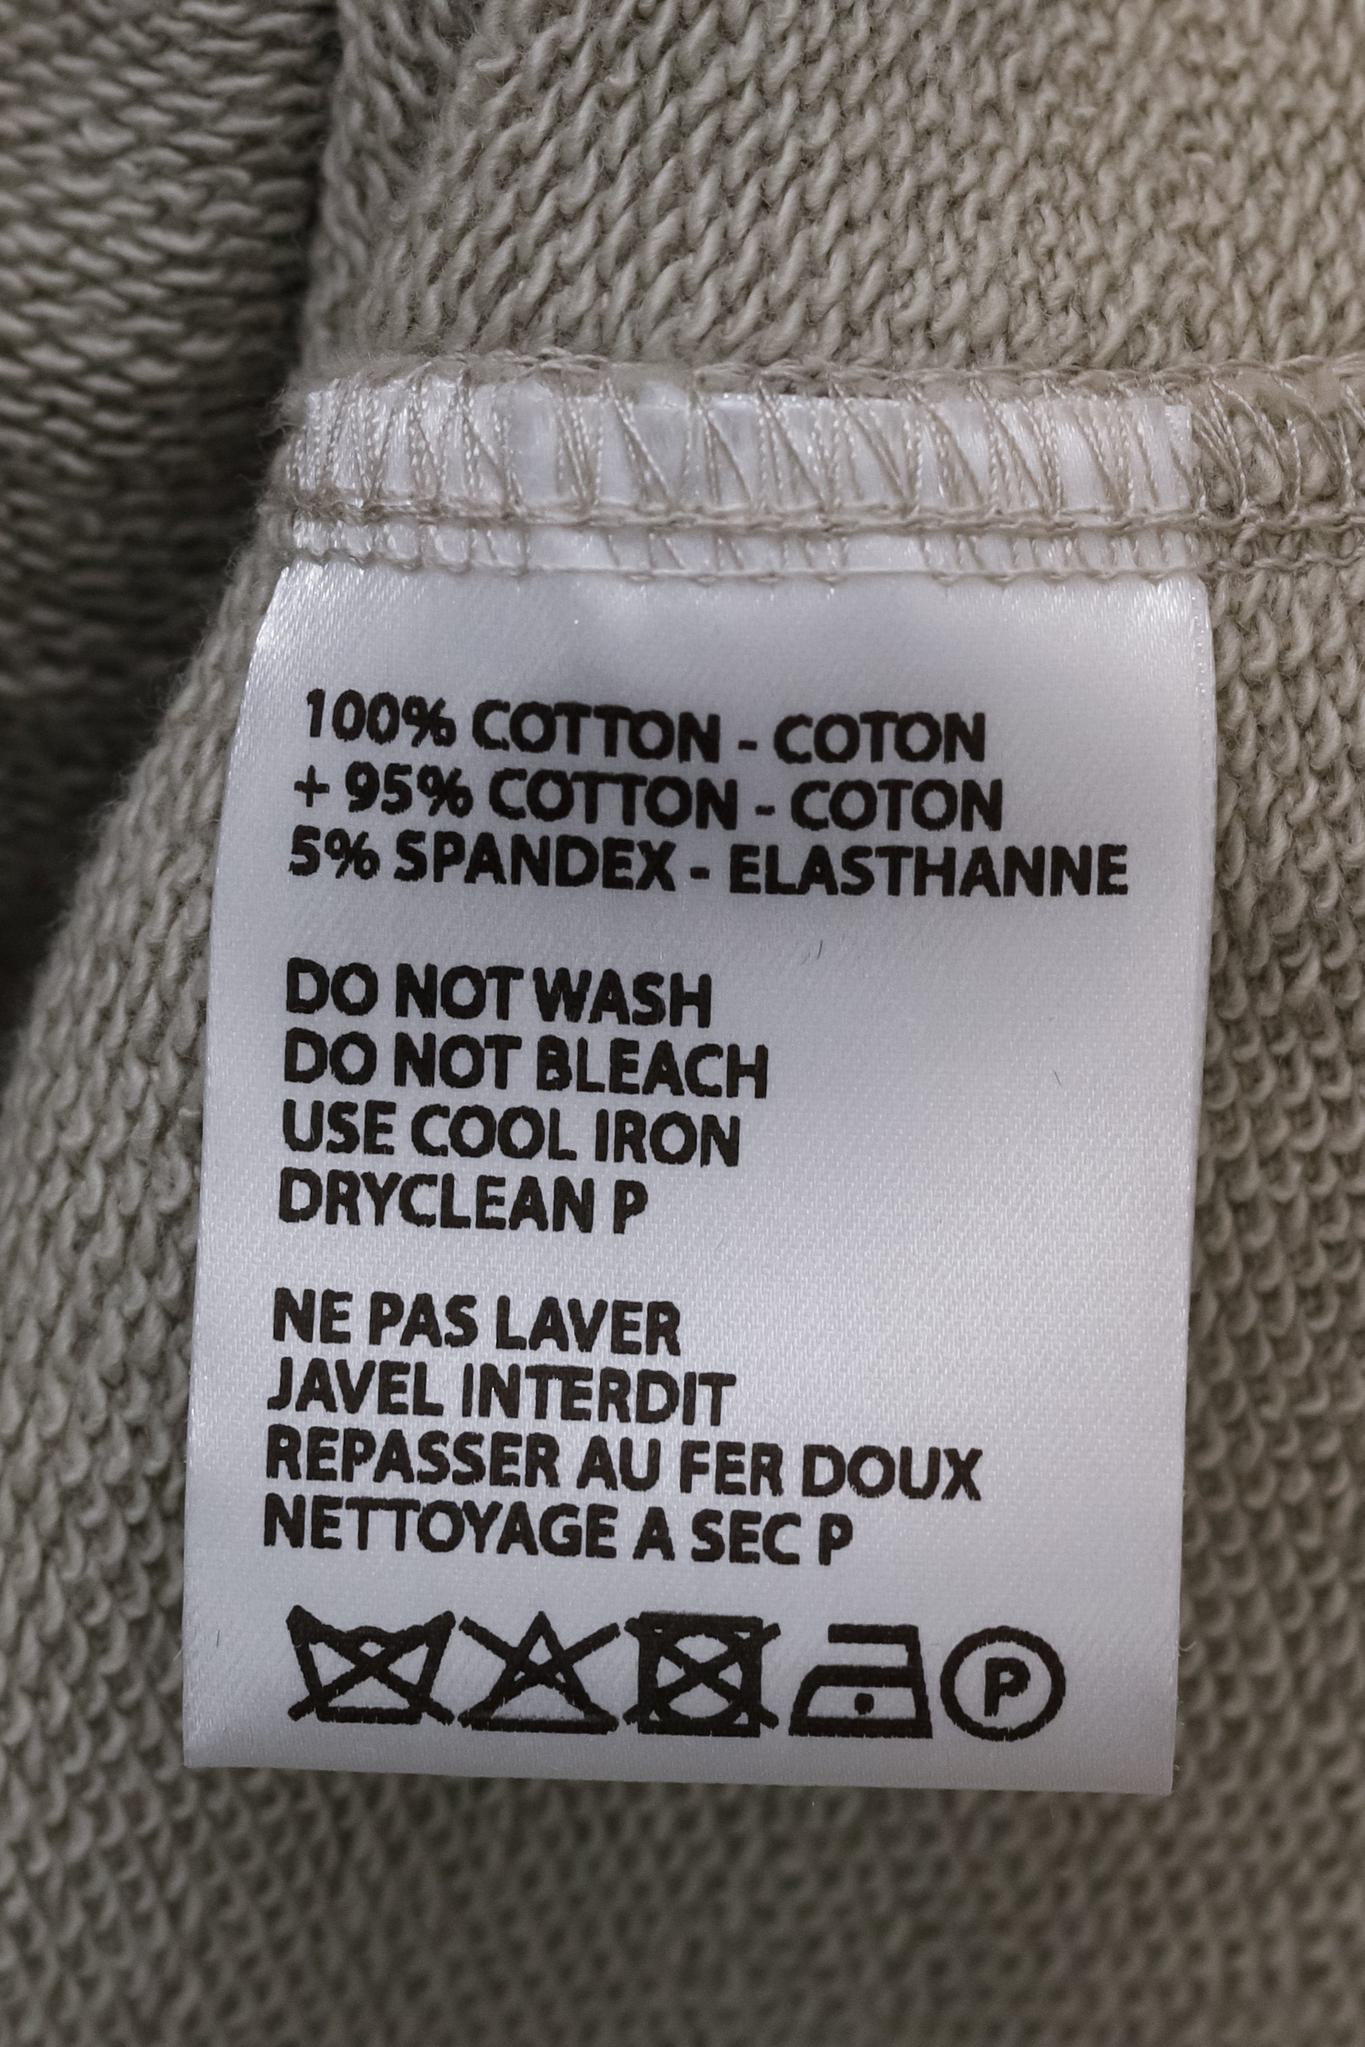 100% COTTON - COTON
+ 95% COTTON - COTON
5% SPANDEX - ELASTHANNE
DO NOT WASH
DO NOT BLEACH
USE COOL IRON
DRYCLEAN P
NE PAS LAVER
JAVEL INTERDIT
REPASSER AU FER DOUX
NETTOYAGE A SEC P
P